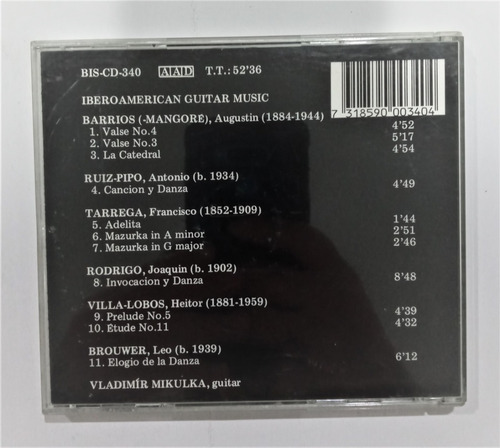 BIS-CD-340 AAD T.T.: 52'36
IBEROAMERICAN GUITAR MUSIC
7 318590 003404
BARRIOS (-MANGORÉ), Augustin (1884-1944)
1. Valse No.4 4'52
2. Valse No.3 5'17
3. La Catedral 4'54
RUIZ-PIPO, Antonio (b. 1934)
4. Cancion y Danza 4'49
TARREGA, Francisco (1852-1909)
5. Adelita 1'44
6. Mazurka in A minor 2'51
7. Mazurka in G major 2'46
RODRIGO, Joaquin (b. 1902)
8. Invocacion y Danza 8'48
VILLA-LOBOS, Heitor (1881-1959)
9. Prelude No.5 4'39
10. Étude No.11 4'32
BROUWER, Leo (b. 1939)
11. Elogio de la Danza 6'12
VLADIMÍR MIKULKA, guitar